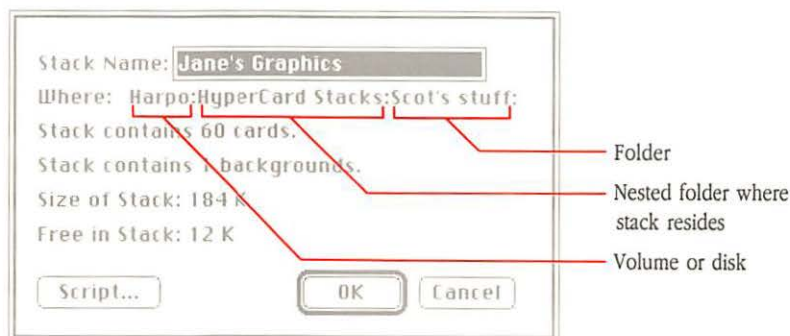 Stack Name: Jane's Graphics
Where: Harpo:HyperCard Stacks:Scot's stuff:
Stack contains 60 cards.
Stack contains 1 backgrounds.
Size of Stack: 184 K
Free in Stack: 12 K
Script...
OK
Cancel
Folder
Nested folder where
stack resides
Volume or disk